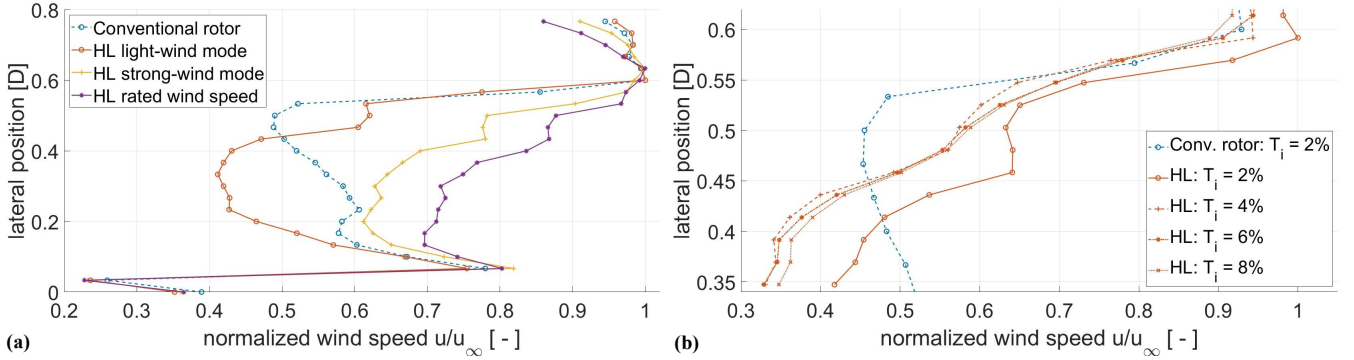 0.8
0.6
0.4
0.2
0
lateral position [D]
Conventional rotor
HL light-wind mode
HL strong-wind mode
HL rated wind speed
0.2 0.3 0.4 0.5 0.6 0.7 0.8 0.9 1
normalized wind speed u/u∞ [ - ]
(a)
0.6
0.55
0.5
0.45
0.4
0.35
lateral position [D]
Conv. rotor: Ti = 2%
HL: Ti = 2%
HL: Ti = 4%
HL: Ti = 6%
HL: Ti = 8%
0.3 0.4 0.5 0.6 0.7 0.8 0.9 1
normalized wind speed u/u∞ [ - ]
(b)